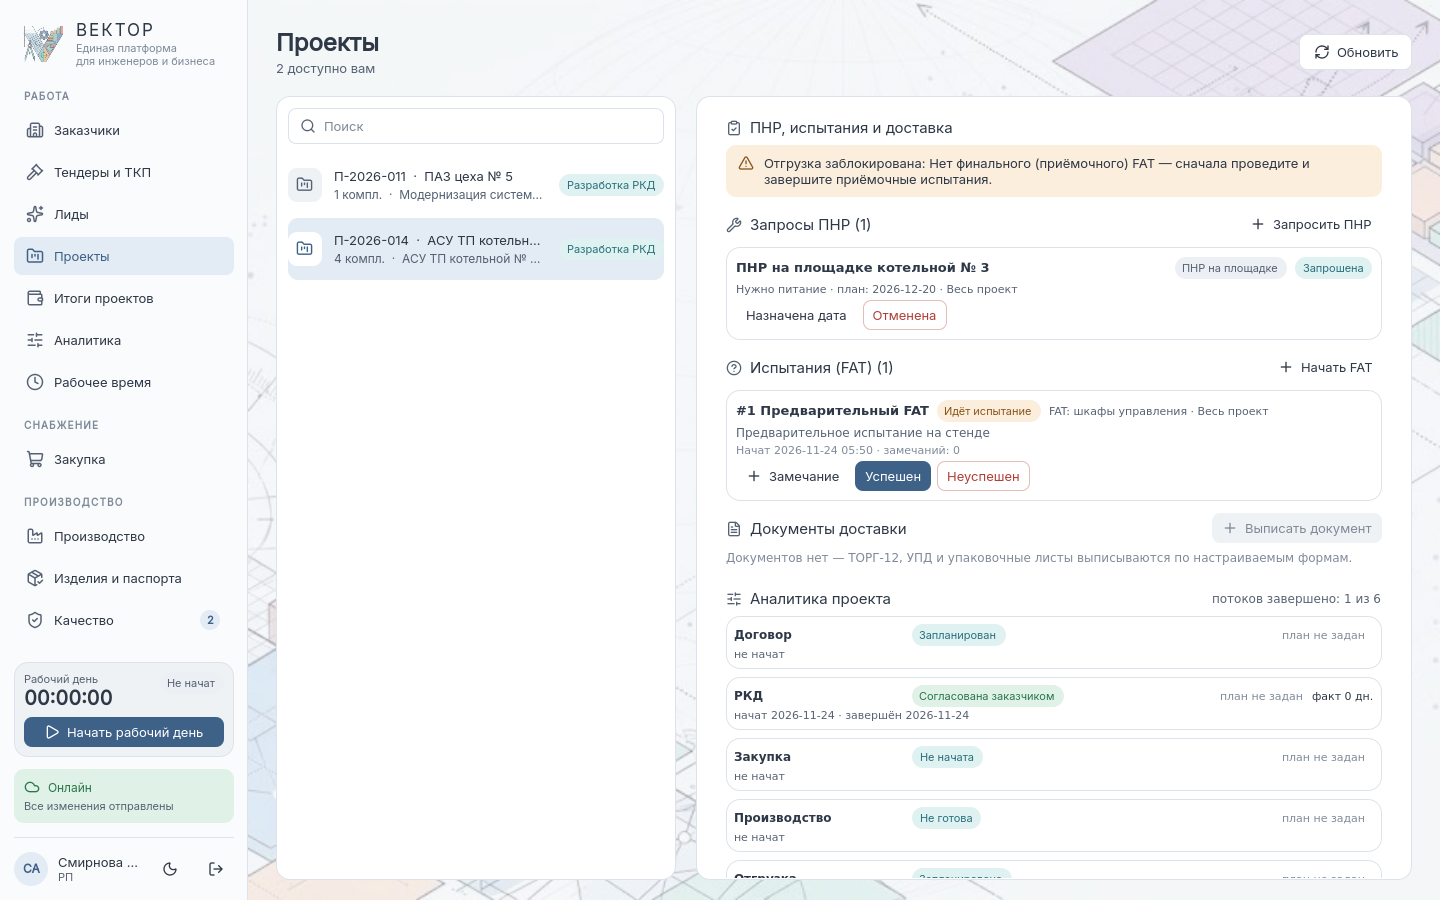 ВЕКТОР
Единая платформа
для инженеров и бизнеса
РАБОТА
Заказчики
Тендеры и ТКП
Лиды
Проекты
Итоги проектов
Аналитика
Рабочее время
СНАБЖЕНИЕ
Закупка
ПРОИЗВОДСТВО
Производство
Изделия и паспорта
Качество 2
Рабочий день Не начат
00:00:00
Начать рабочий день
Онлайн
Все изменения отправлены
СА Смирнова ...
РП
Проекты
2 доступно вам
Обновить
Поиск
П-2026-011 · ПАЗ цеха № 5
1 компл. · Модернизация систем...
Разработка РКД
П-2026-014 · АСУ ТП котельн...
4 компл. · АСУ ТП котельной № ...
Разработка РКД
ПНР, испытания и доставка
Отгрузка заблокирована: Нет финального (приёмочного) FAT — сначала проведите и
завершите приёмочные испытания.
Запросы ПНР (1) Запросить ПНР
ПНР на площадке котельной № 3 ПНР на площадке Запрошена
Нужно питание · план: 2026-12-20 · Весь проект
Назначена дата Отменена
Испытания (FAT) (1) Начать FAT
#1 Предварительный FAT Идёт испытание FAT: шкафы управления · Весь проект
Предварительное испытание на стенде
Начат 2026-11-24 05:50 · замечаний: 0
Замечание Успешен Неуспешен
Документы доставки Выписать документ
Документов нет — ТОРГ-12, УПД и упаковочные листы выписываются по настраиваемым формам.
Аналитика проекта потоков завершено: 1 из 6
Договор Запланирован план не задан
не начат
РКД Согласована заказчиком план не задан факт 0 дн.
начат 2026-11-24 · завершён 2026-11-24
Закупка Не начата план не задан
не начат
Производство Не готова план не задан
не начат